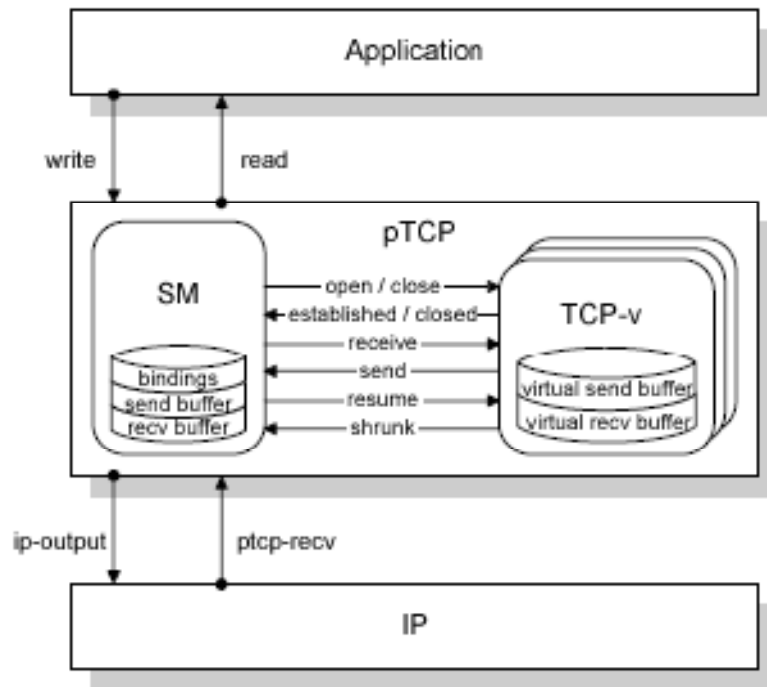 Application
write
read
pTCP
SM
open / close
established / closed
receive
send
resume
shrunk
TCP-v
bindings
send buffer
recv buffer
virtual send buffer
virtual recv buffer
ip-output
ptcp-recv
IP